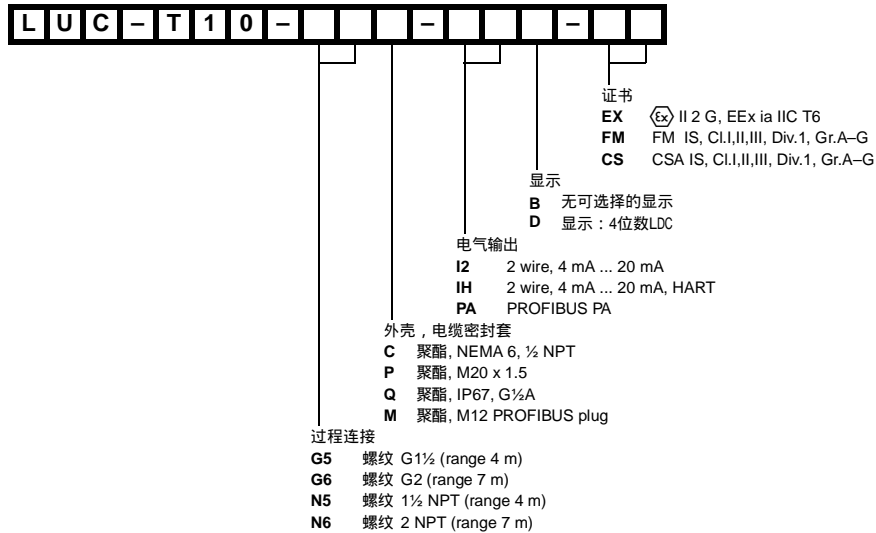 LUC–T10– – –
证书
EX Ex II 2 G, EEx ia IIC T6
FM FM IS, Cl.I,II,III, Div.1, Gr.A–G
CS CSA IS, Cl.I,II,III, Div.1, Gr.A–G
显示
B 无可选择的显示
D 显示：4位数LDC
电气输出
I2 2 wire, 4 mA ... 20 mA
IH 2 wire, 4 mA ... 20 mA, HART
PA PROFIBUS PA
外壳，电缆密封套
C 聚酯, NEMA 6, ½ NPT
P 聚酯, M20 x 1.5
Q 聚酯, IP67, G½A
M 聚酯, M12 PROFIBUS plug
过程连接
G5 螺纹 G1½ (range 4 m)
G6 螺纹 G2 (range 7 m)
N5 螺纹 1½ NPT (range 4 m)
N6 螺纹 2 NPT (range 7 m)